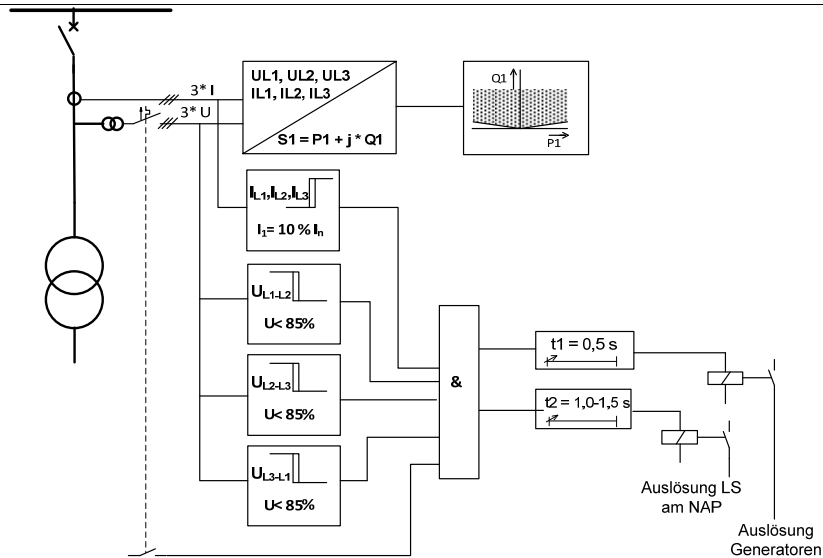 3* I
3* U
UL1, UL2, UL3
IL1, IL2, IL3
S1 = P1 + j * Q1
Q1
P1
IL1,IL2,IL3
I1= 10 % In
UL1-L2
U< 85%
UL2-L3
U< 85%
UL3-L1
U< 85%
&
t1 = 0,5 s
t2 = 1,0-1,5 s
Auslösung LS
am NAP
Auslösung
Generatoren